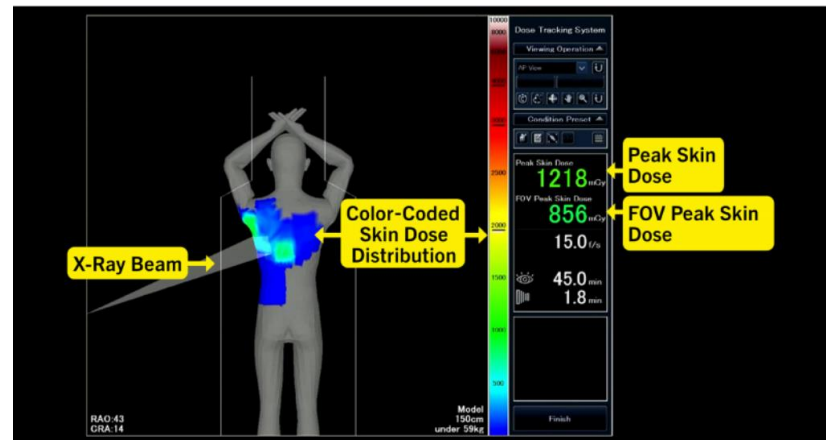 10000
8000
Dose Tracking System
Viewing Operation
AP View
Condition Preset
Peak Skin Dose
1218 mGy
FOV Peak Skin Dose
856 mGy
15.0 f/s
45.0 min
1.8 min
Finish
Peak Skin
Dose
FOV Peak Skin
Dose
2500
2000
1500
1000
500
Color-Coded
Skin Dose
Distribution
X-Ray Beam
RAO:43
CRA:14
Model
150cm
under 59kg